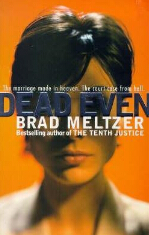 The marriage made in heaven. The court case from hell.
DEAD EVEN
BRAD MELTZER
Bestselling author of THE TENTH JUSTICE